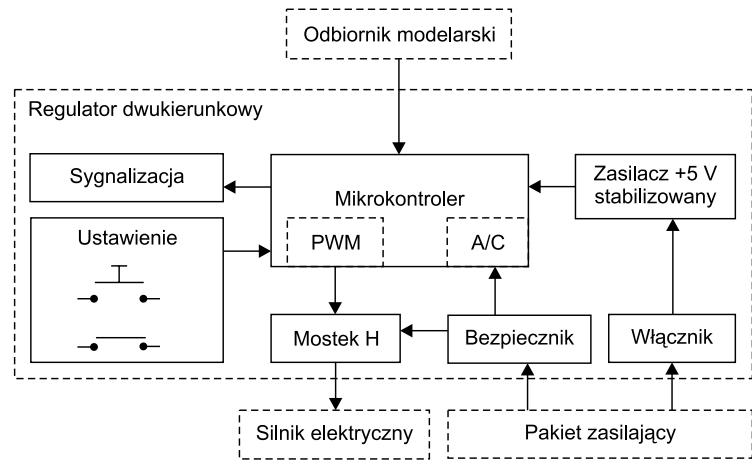 Odbiornik modelarski
Regulator dwukierunkowy
Sygnalizacja
Mikrokontroler
Zasilacz +5 V
stabilizowany
Ustawienie
PWM
A/C
Mostek H
Bezpiecznik
Włącznik
Silnik elektryczny
Pakiet zasilający